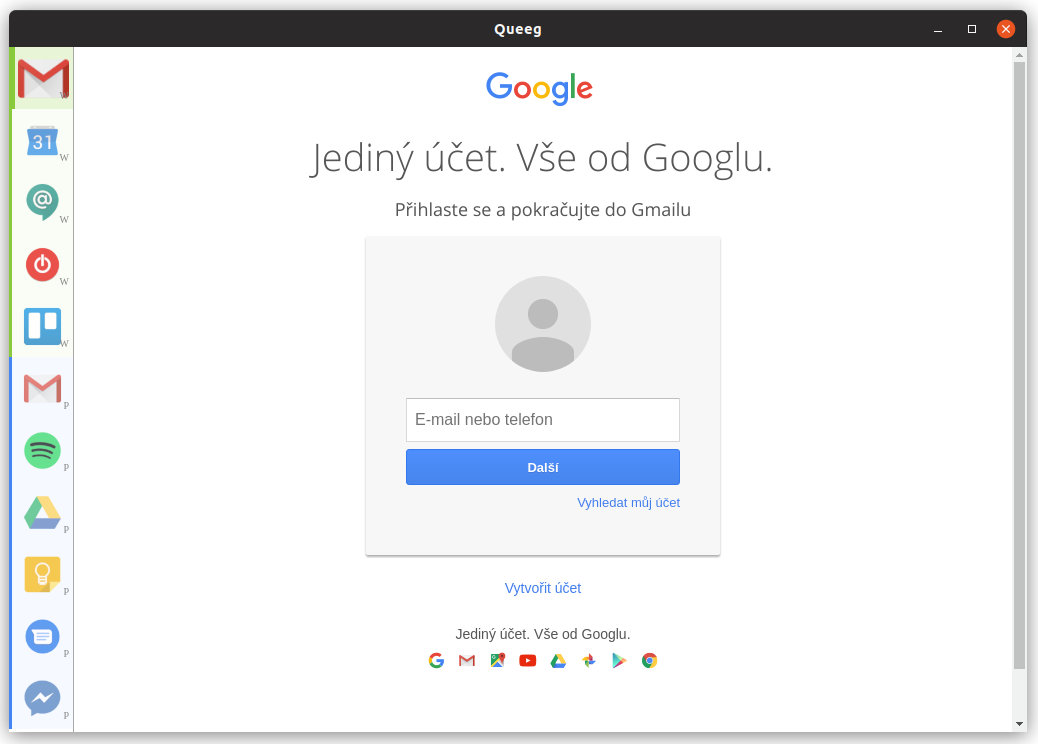 Queeg
W
31
W
@
W
W
W
P
P
P
P
P
P
Google
Jediný účet. Vše od Googlu.
Přihlaste se a pokračujte do Gmailu
E-mail nebo telefon
Další
Vyhledat můj účet
Vytvořit účet
Jediný účet. Vše od Googlu.